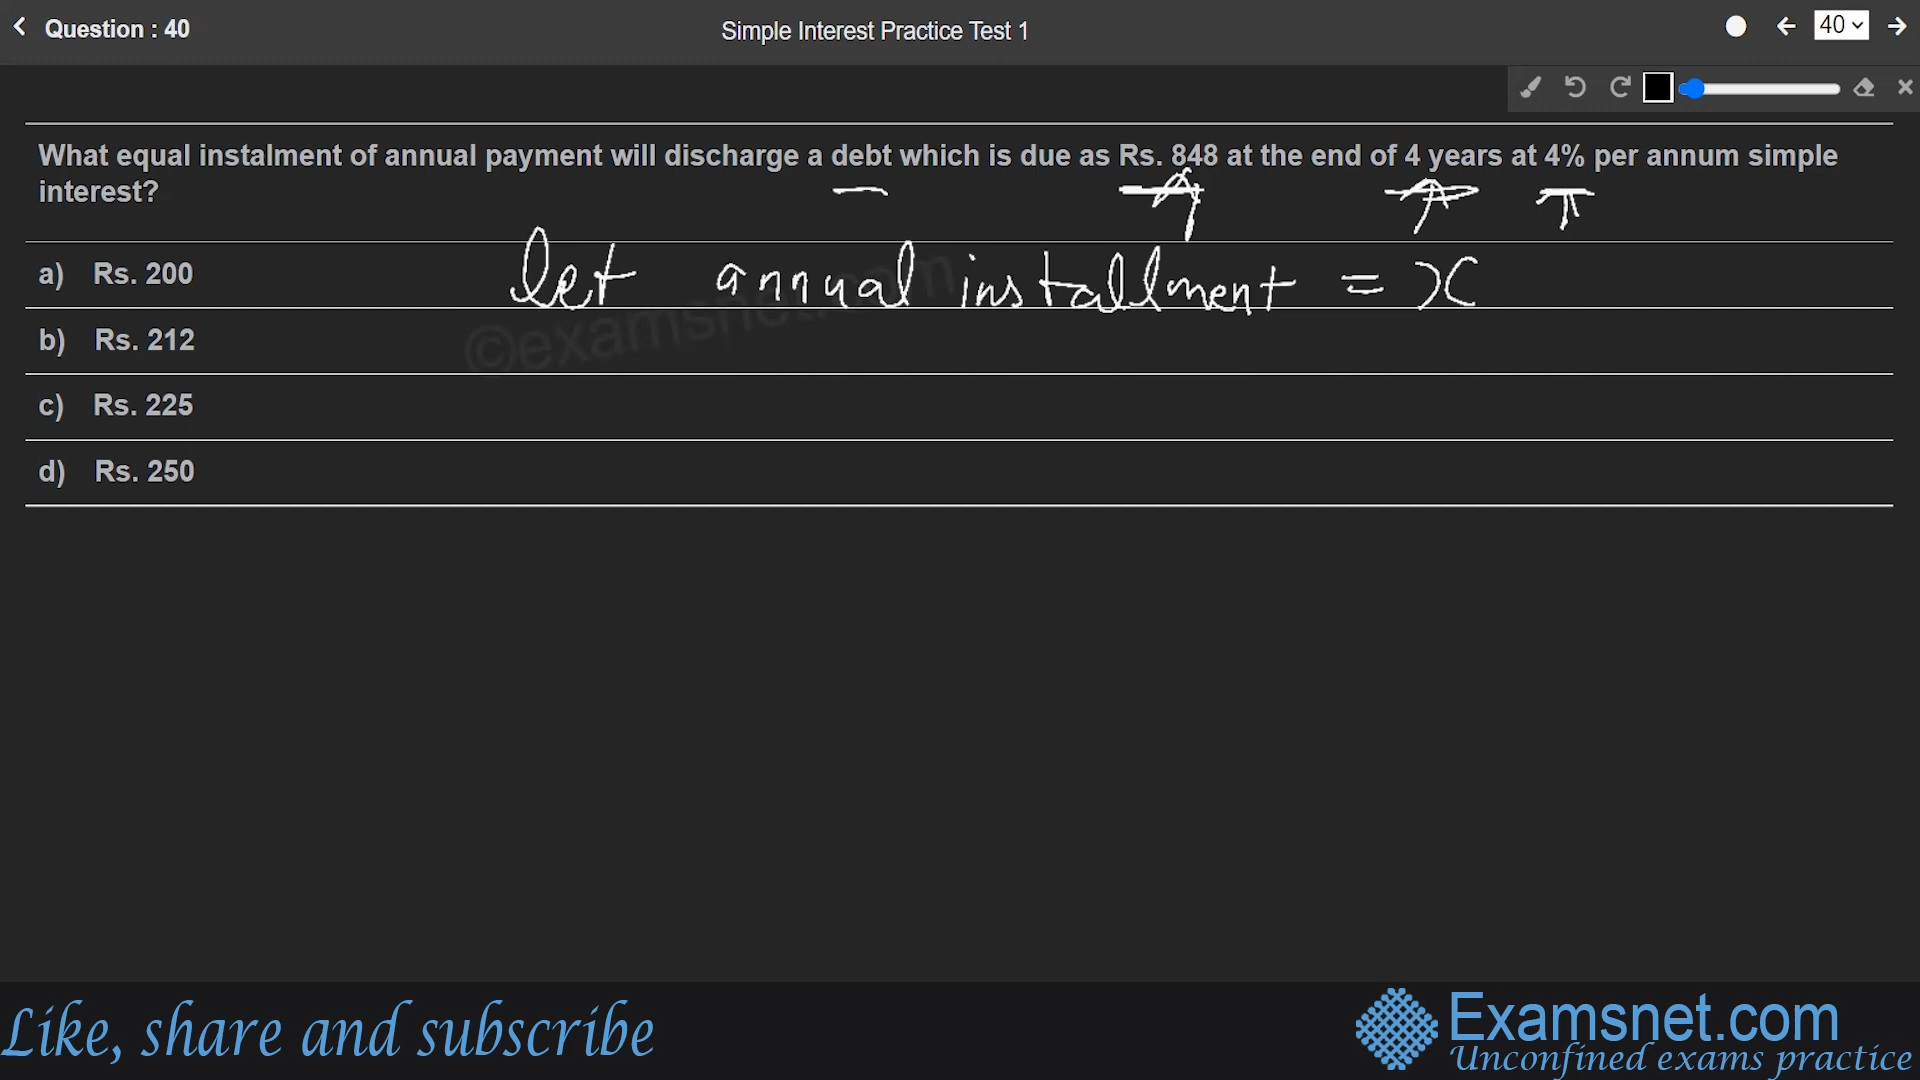 Question : 40
Simple Interest Practice Test 1
40
What equal instalment of annual payment will discharge a debt which is due as Rs. 848 at the end of 4 years at 4% per annum simple
interest?
let annual installment = x
a) Rs. 200
b) Rs. 212
c) Rs. 225
d) Rs. 250
©examsnet.com
Like, share and subscribe
Examsnet.com
Unconfined exams practice